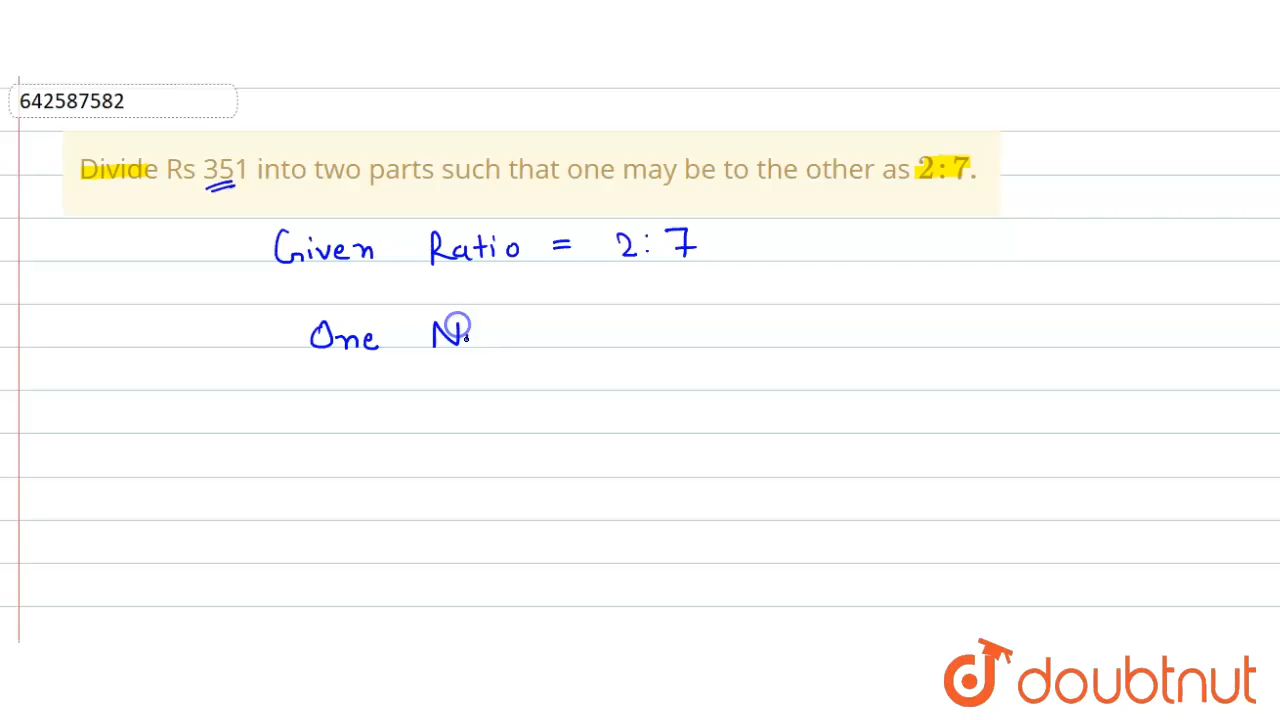 642587582
Divide Rs 351 into two parts such that one may be to the other as 2 : 7.
Given Ratio = 2 : 7
One N
doubtnut